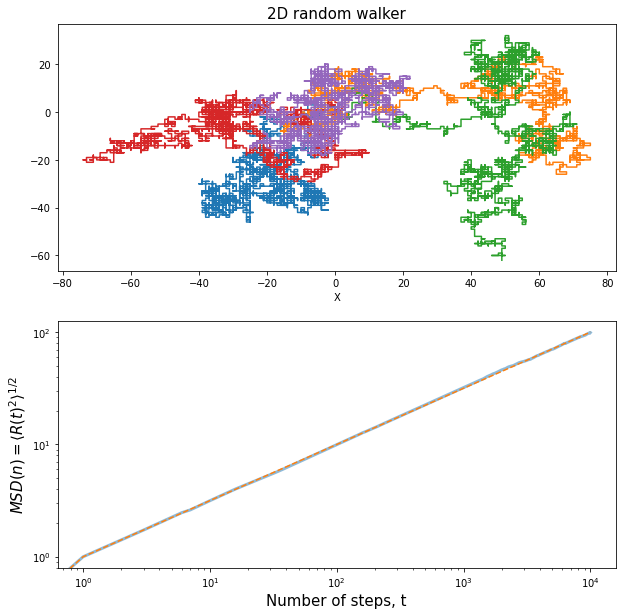 2D random walker
20
0
−20
−40
−60
−80 −60 −40 −20 0 20 40 60 80
X
MSD(n) = ⟨R(t)²⟩^{1/2}
10²
10¹
10⁰
10⁰ 10¹ 10² 10³ 10⁴
Number of steps, t